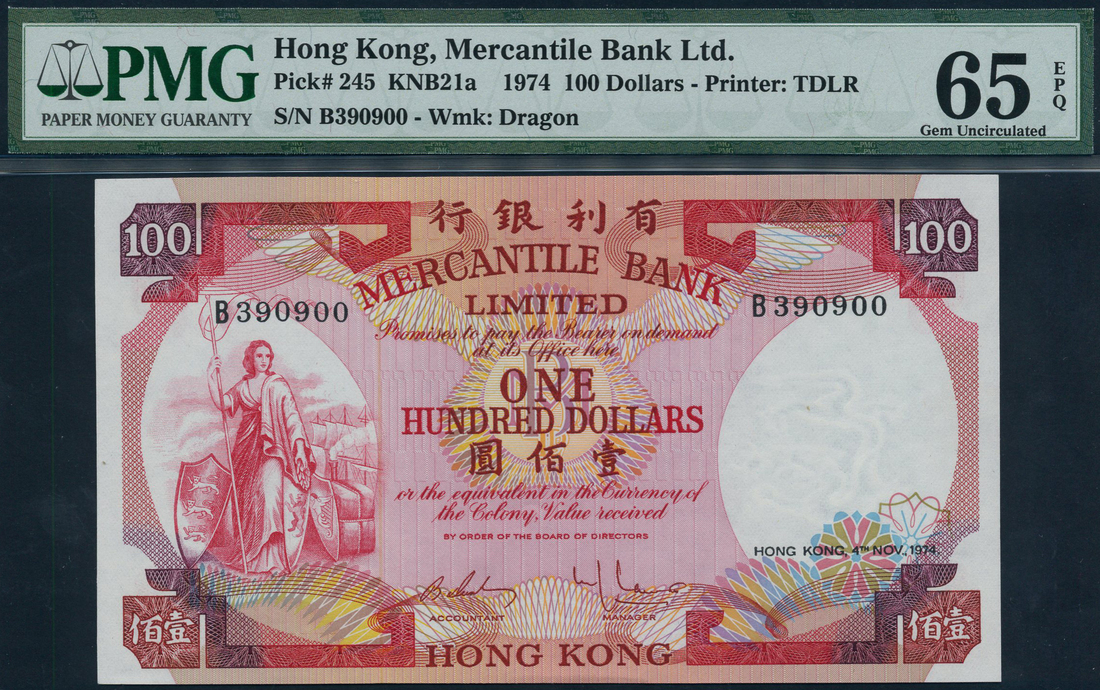 PMG
PAPER MONEY GUARANTY
Hong Kong, Mercantile Bank Ltd.
Pick# 245 KNB21a 1974 100 Dollars - Printer: TDLR
S/N B390900 - Wmk: Dragon
65
EPQ
Gem Uncirculated
100
行銀利有
100
MERCANTILE BANK
LIMITED
B390900
B390900
Promises to pay the Bearer on demand
at its Office here
ONE
HUNDRED DOLLARS
圓佰壹
or the equivalent in the Currency of
the Colony, Value received
BY ORDER OF THE BOARD OF DIRECTORS
HONG KONG, 4TH NOV., 1974.
ACCOUNTANT
MANAGER
佰壹
HONG KONG
佰壹